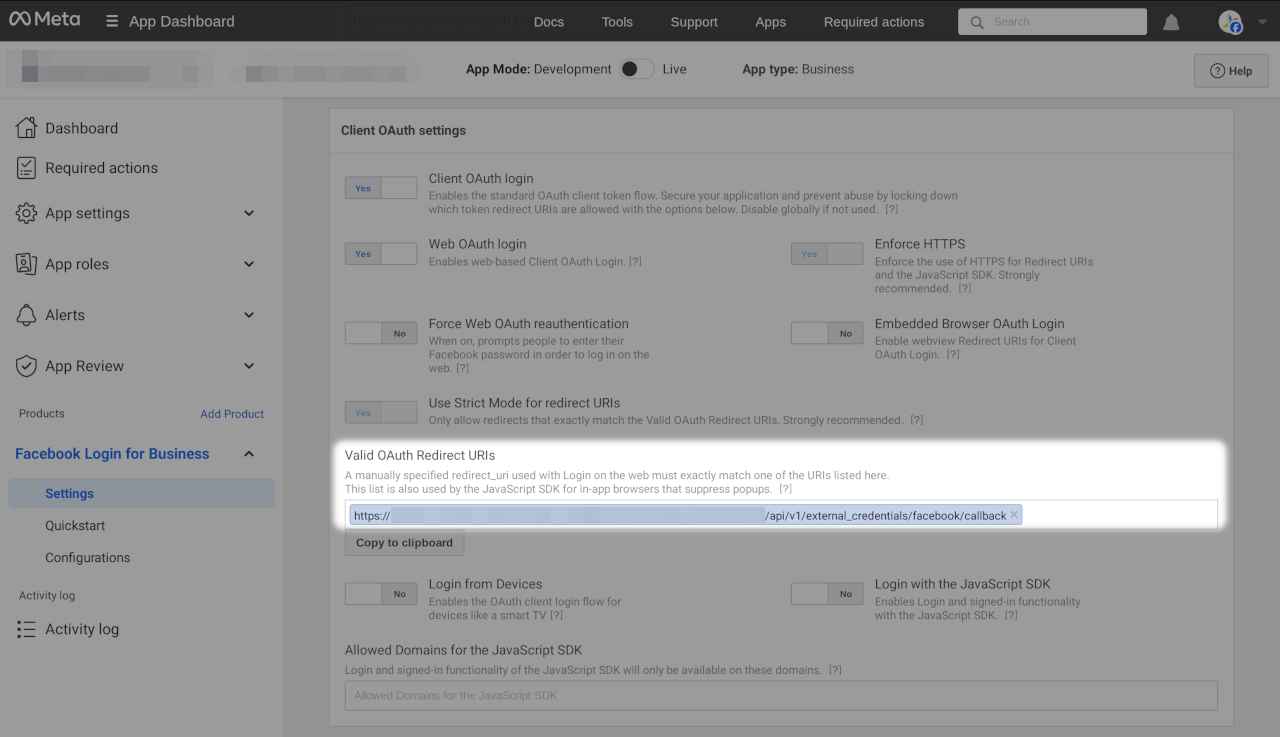 Meta
App Dashboard
Docs
Tools
Support
Apps
Required actions
Search
App Mode: Development
Live
App type: Business
Help
Dashboard
Required actions
App settings
App roles
Alerts
App Review
Products
Add Product
Facebook Login for Business
Settings
Quickstart
Configurations
Activity log
Activity log
Client OAuth settings
Yes
Client OAuth login
Enables the standard OAuth client token flow. Secure your application and prevent abuse by locking down
which token redirect URIs are allowed with the options below. Disable globally if not used. [?]
Yes
Web OAuth login
Enables web-based Client OAuth Login. [?]
Yes
Enforce HTTPS
Enforce the use of HTTPS for Redirect URIs
and the JavaScript SDK. Strongly
recommended. [?]
No
Force Web OAuth reauthentication
When on, prompts people to enter their
Facebook password in order to log in on the
web. [?]
No
Embedded Browser OAuth Login
Enable webview Redirect URIs for Client
OAuth Login. [?]
Yes
Use Strict Mode for redirect URIs
Only allow redirects that exactly match the Valid OAuth Redirect URIs. Strongly recommended. [?]
Valid OAuth Redirect URIs
A manually specified redirect_uri used with Login on the web must exactly match one of the URIs listed here.
This list is also used by the JavaScript SDK for in-app browsers that suppress popups. [?]
https:// /api/v1/external_credentials/facebook/callback
Copy to clipboard
No
Login from Devices
Enables the OAuth client login flow for
devices like a smart TV [?]
No
Login with the JavaScript SDK
Enables Login and signed-in functionality
with the JavaScript SDK. [?]
Allowed Domains for the JavaScript SDK
Login and signed-in functionality of the JavaScript SDK will only be available on these domains. [?]
Allowed Domains for the JavaScript SDK